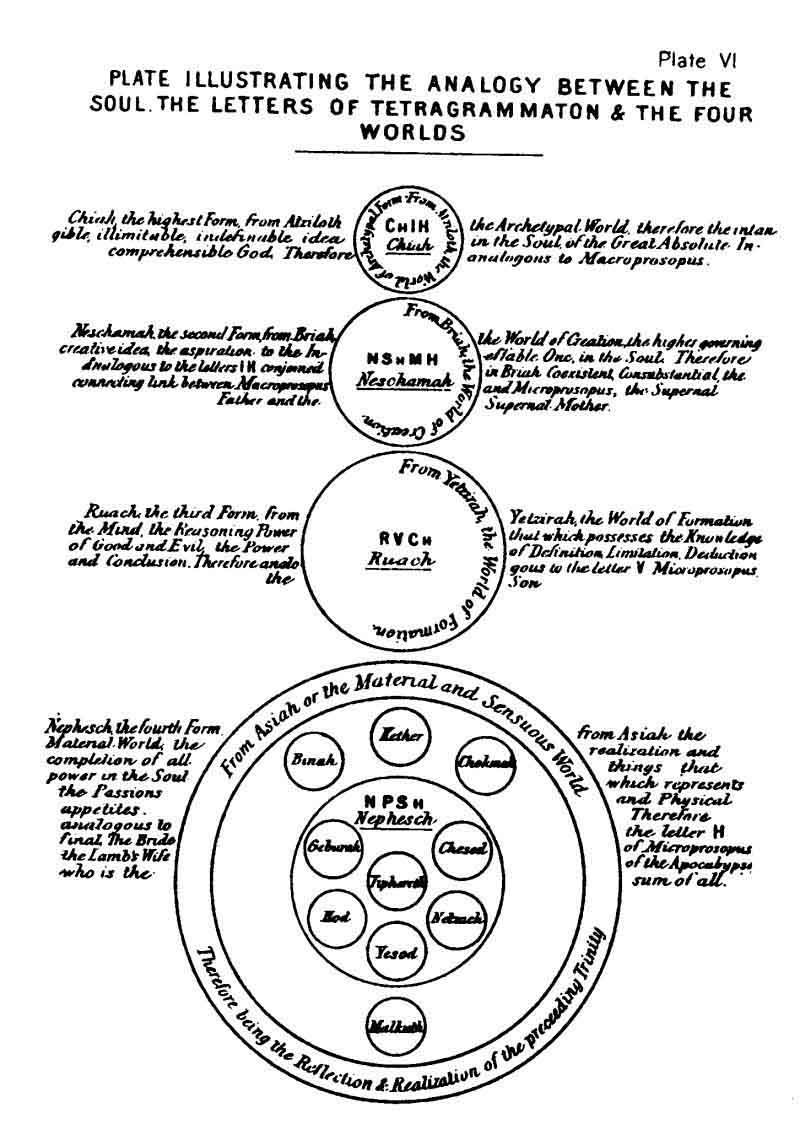 Plate VI
PLATE ILLUSTRATING THE ANALOGY BETWEEN THE
SOUL. THE LETTERS OF TETRAGRAMMATON & THE FOUR
WORLDS
Chiah, the highest Form, from Atziloth the Archetypal World, therefore the intan
gible, illimitable, indefinable idea in the Soul, of the Great Absolute In-
comprehensible God, Therefore analogous to Macroprosopus.
From Atziloth the World of Archetypal Form
CHIH
Chiah
Neschamah, the second Form, from Briah, the World of Creation, the higher governing
creative idea, the aspiration to the In- effable One, in the Soul. Therefore
Analogous to the letters I H conjoined in Briah Coexistent, Consubstantial, the
connecting link between Macroprosopus and Microprosopus, the Supernal
Father and the Supernal Mother.
From Briah, the World of Creation.
NSHMH
Neschamah
Ruach, the third Form, from Yetzirah, the World of Formation
the Mind, the Reasoning Power that which possesses the Knowledge
of Good and Evil, the Power of Definition, Limitation, Deduction
and Conclusion. Therefore analo gous to the letter V Microprosopus
the Son
From Yetzirah, the World of Formation.
RVCH
Ruach
Nephesch, the fourth Form, from Asiah the
Material World, the realization and
completion of all things that
power in the Soul which represents
the Passions and Physical
appetites. Therefore
analogous to the letter H
final, The Bride of Microprosopus
the Lamb's Wife of the Apocalypse
who is the sum of all.
From Asiah or the Material and Sensuous World
Kether
Binah
Chokmah
NPSH
Nephesch
Geburah
Chesed
Tiphereth
Hod
Netzach
Yesod
Malkuth
Therefore being the Reflection & Realization of the preceeding Trinity